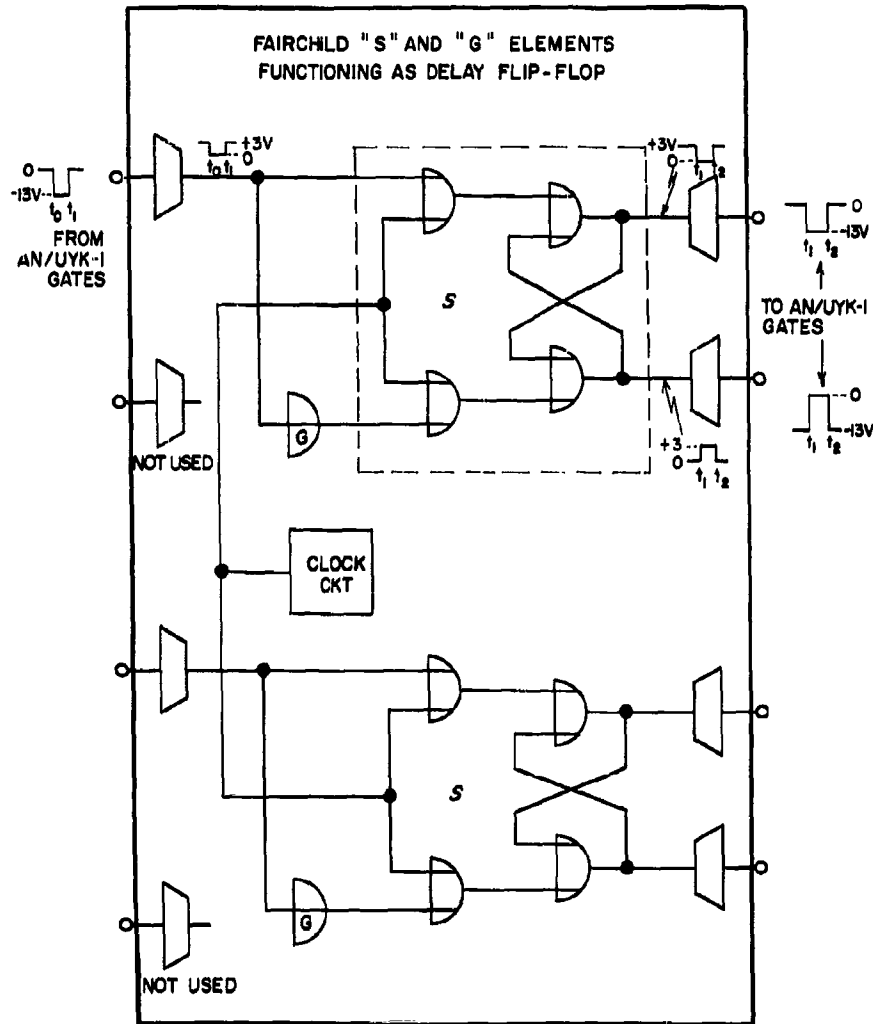 FAIRCHILD "S" AND "G" ELEMENTS
FUNCTIONING AS DELAY FLIP-FLOP
0
-13V
t₀ t₁
FROM
AN/UYK-1
GATES
+3V
0
t₀ t₁
+3V
0
t₁ t₂
0
-13V
t₁ t₂
TO AN/UYK-1
GATES
0
-13V
t₁ t₂
S
G
+3
0
t₁ t₂
NOT USED
CLOCK
CKT
S
G
NOT USED